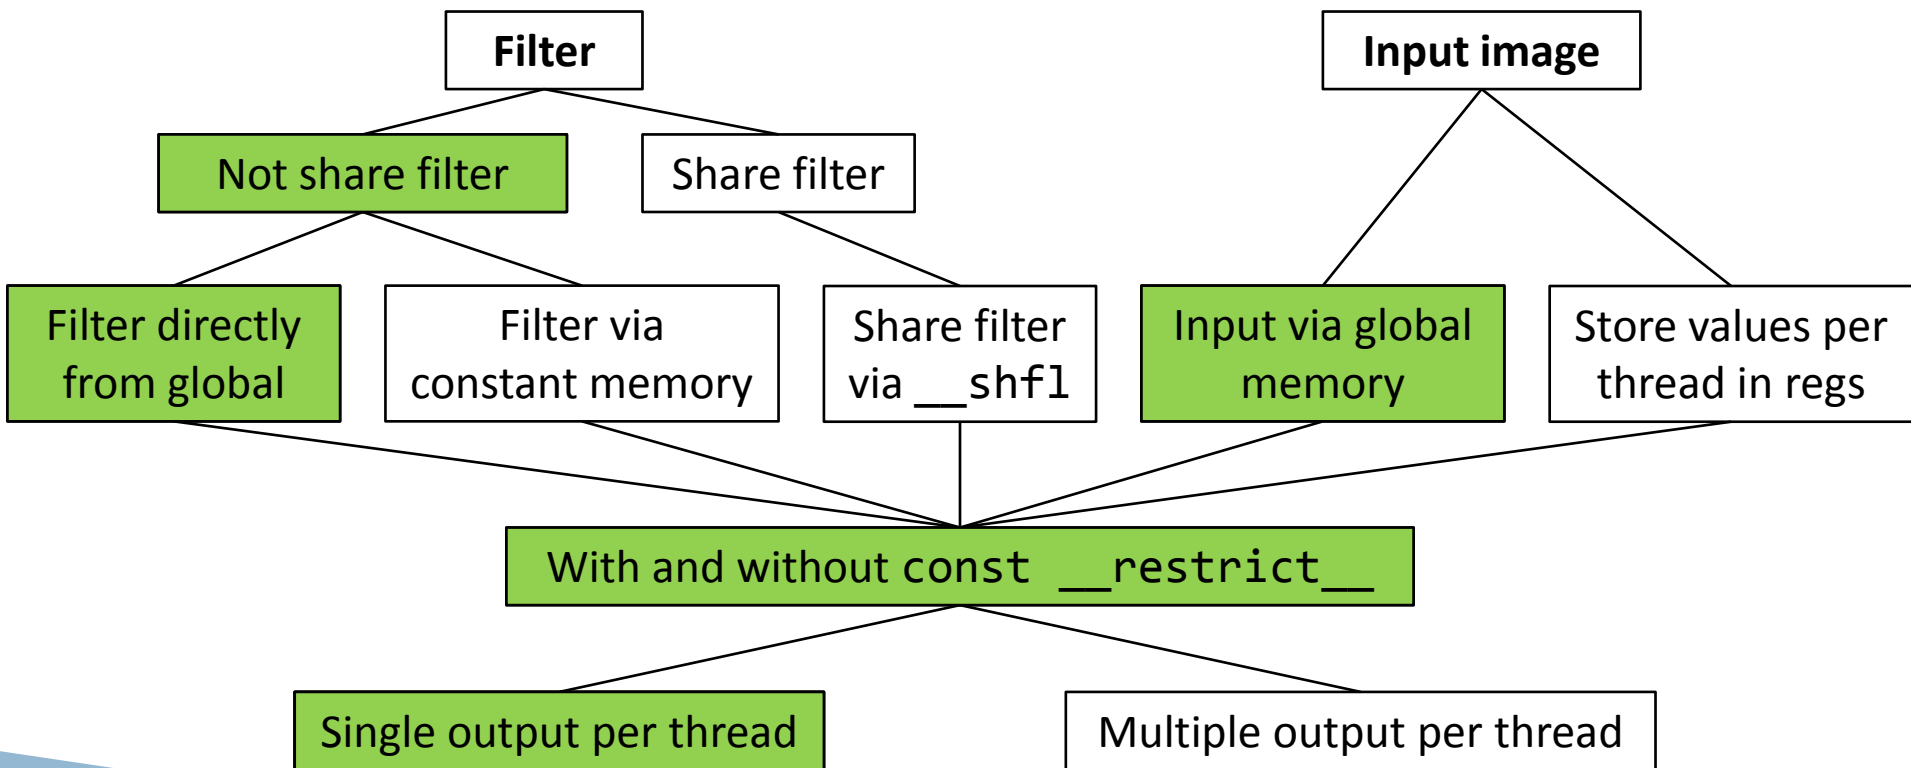 Filter
Input image
Not share filter
Share filter
Filter directly
from global
Filter via
constant memory
Share filter
via __shfl
Input via global
memory
Store values per
thread in regs
With and without const __restrict__
Single output per thread
Multiple output per thread